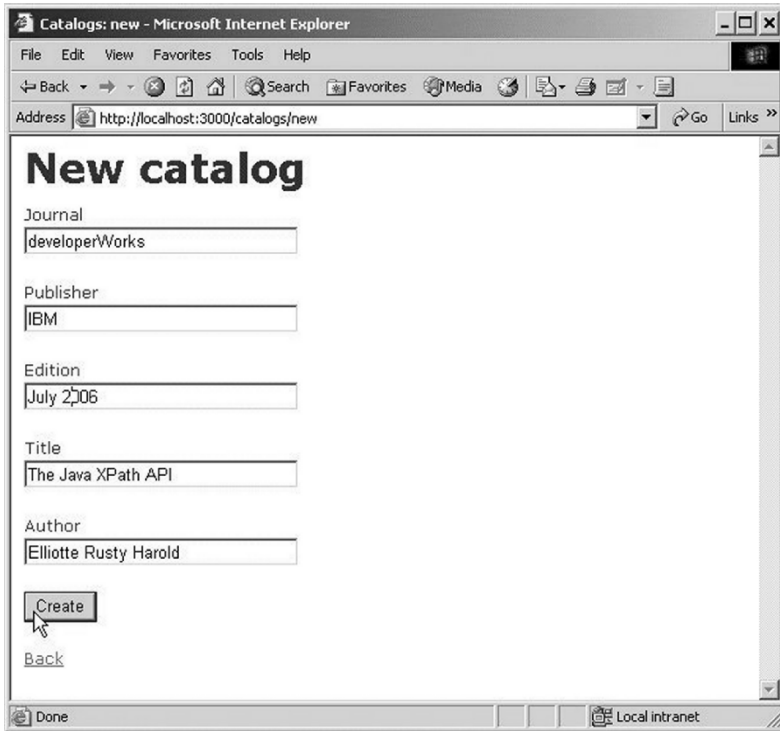 Catalogs: new - Microsoft Internet Explorer
File Edit View Favorites Tools Help
Back Search Favorites Media
Address http://localhost:3000/catalogs/new Go Links »
New catalog
Journal
developerWorks
Publisher
IBM
Edition
July 2006
Title
The Java XPath API
Author
Elliotte Rusty Harold
Create
Back
Done Local intranet